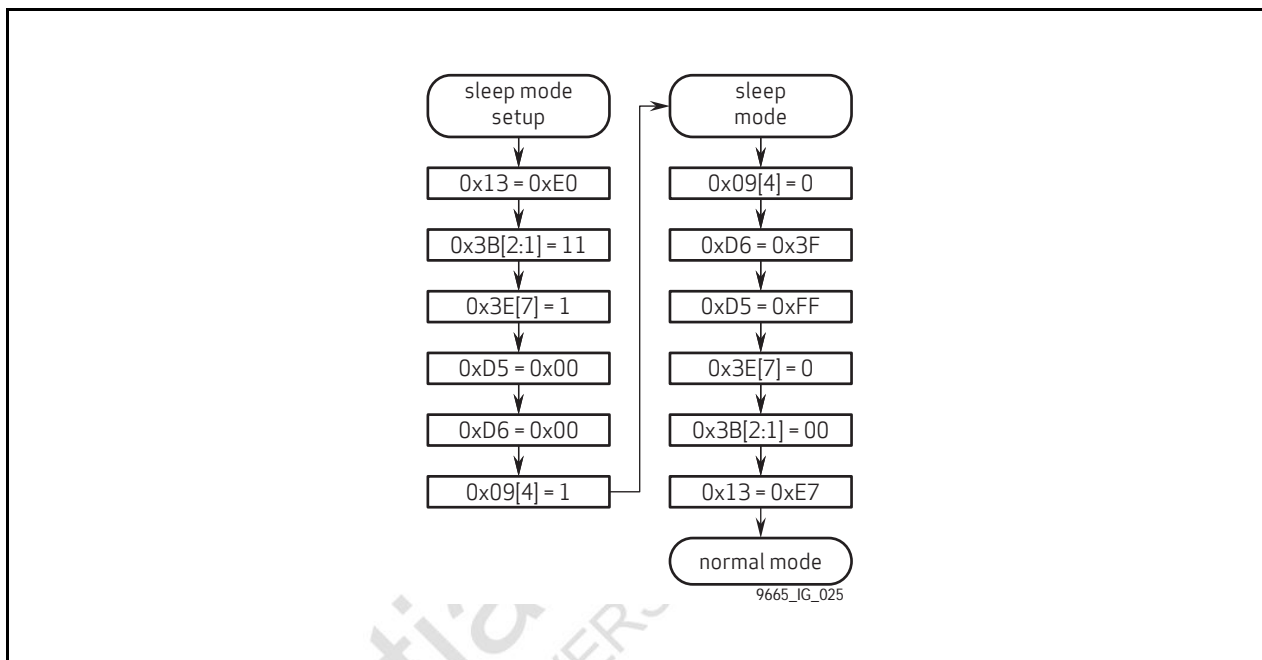 sleep mode
setup
0x13 = 0xE0
0x3B[2:1] = 11
0x3E[7] = 1
0xD5 = 0x00
0xD6 = 0x00
0x09[4] = 1
sleep
mode
0x09[4] = 0
0xD6 = 0x3F
0xD5 = 0xFF
0x3E[7] = 0
0x3B[2:1] = 00
0x13 = 0xE7
normal mode
9665_IG_025